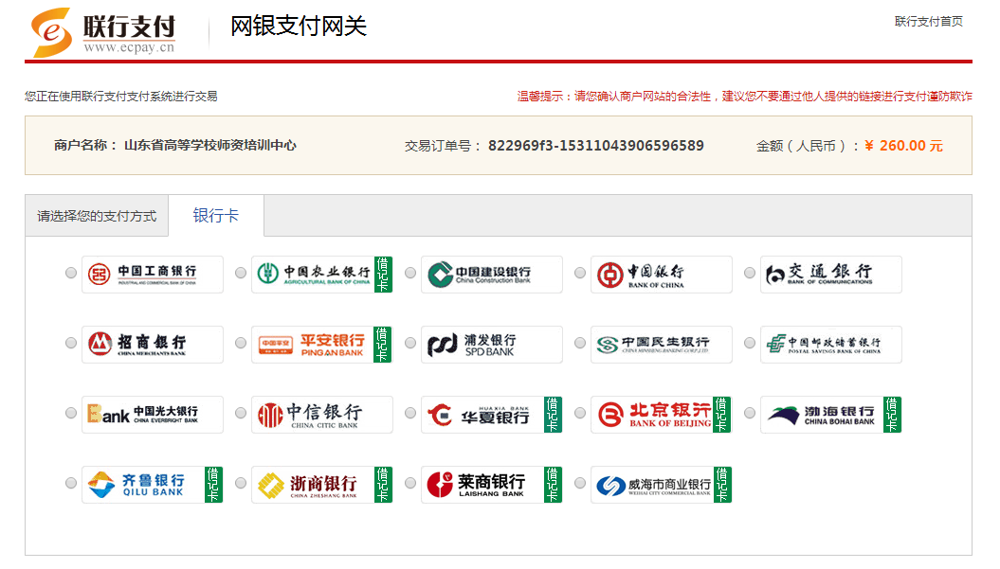 联行支付
www.ecpay.cn
网银支付网关
联行支付首页
您正在使用联行支付支付系统进行交易
温馨提示：请您确认商户网站的合法性，建议您不要通过他人提供的链接进行支付谨防欺诈
商户名称： 山东省高等学校师资培训中心
交易订单号： 822969f3-15311043906596589
金额（人民币）：¥ 260.00 元
请选择您的支付方式
银行卡
中国工商银行
INDUSTRIAL AND COMMERCIAL BANK OF CHINA
中国农业银行
AGRICULTURAL BANK OF CHINA
借记卡
中国建设银行
China Construction Bank
中国银行
BANK OF CHINA
交通银行
BANK OF COMMUNICATIONS
招商银行
CHINA MERCHANTS BANK
中国平安
平安银行
PINGAN BANK
借记卡
浦发银行
SPD BANK
中国民生银行
CHINA MINSHENG BANKING CORP.,LTD
中国邮政储蓄银行
POSTAL SAVINGS BANK OF CHINA
Bank
中国光大银行
CHINA EVERBRIGHT BANK
中信银行
CHINA CITIC BANK
HUAXIA BANK
华夏银行
借记卡
北京银行
BANK OF BEIJING
借记卡
渤海银行
CHINA BOHAI BANK
借记卡
齐鲁银行
QILU BANK
借记卡
浙商银行
CHINA ZHESHANG BANK
借记卡
莱商银行
LAISHANG BANK
借记卡
威海市商业银行
WEIHAI CITY COMMERCIAL BANK
借记卡